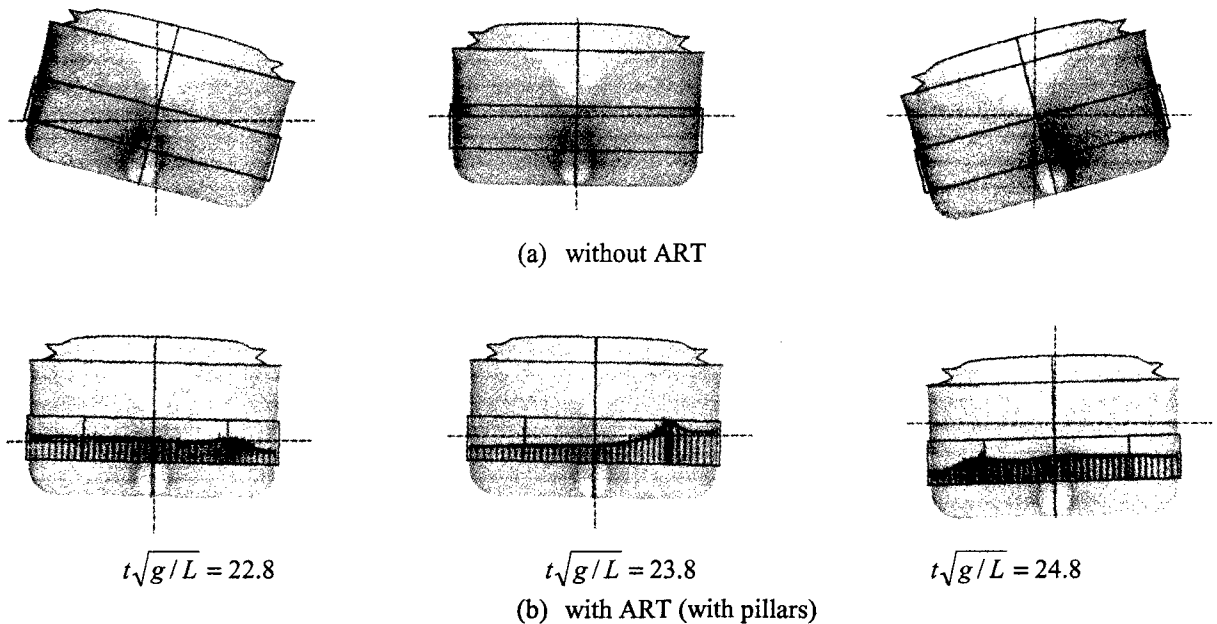 (a) without ART
t√g/L = 22.8
t√g/L = 23.8
t√g/L = 24.8
(b) with ART (with pillars)